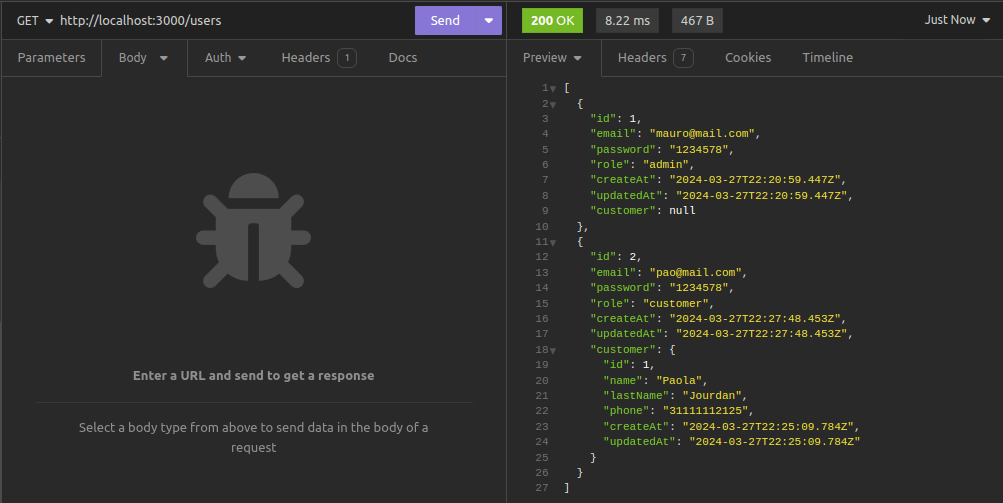 GET http://localhost:3000/users Send
Parameters Body Auth Headers 1 Docs
Enter a URL and send to get a response
Select a body type from above to send data in the body of a
request
200 OK 8.22 ms 467 B Just Now
Preview Headers 7 Cookies Timeline
1 [
2 {
3 "id": 1,
4 "email": "mauro@mail.com",
5 "password": "1234578",
6 "role": "admin",
7 "createAt": "2024-03-27T22:20:59.447Z",
8 "updatedAt": "2024-03-27T22:20:59.447Z",
9 "customer": null
10 },
11 {
12 "id": 2,
13 "email": "pao@mail.com",
14 "password": "1234578",
15 "role": "customer",
16 "createAt": "2024-03-27T22:27:48.453Z",
17 "updatedAt": "2024-03-27T22:27:48.453Z",
18 "customer": {
19 "id": 1,
20 "name": "Paola",
21 "lastName": "Jourdan",
22 "phone": "31111112125",
23 "createAt": "2024-03-27T22:25:09.784Z",
24 "updatedAt": "2024-03-27T22:25:09.784Z"
25 }
26 }
27 ]